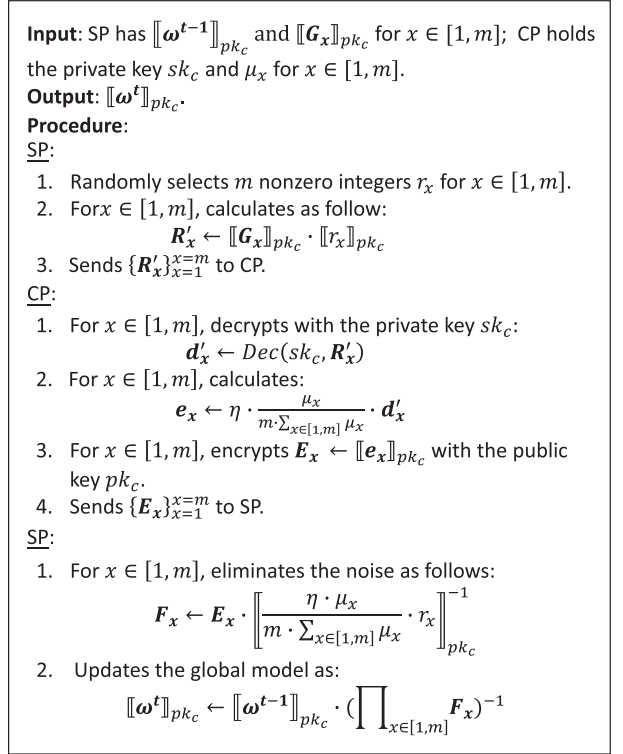 Input: SP has ⟦ω^{t−1}⟧_{pk_c} and ⟦G_x⟧_{pk_c} for x ∈ [1, m]; CP holds
the private key sk_c and μ_x for x ∈ [1, m].
Output: ⟦ω^t⟧_{pk_c}.
Procedure:
SP:
1. Randomly selects m nonzero integers r_x for x ∈ [1, m].
2. Forx ∈ [1, m], calculates as follow:
R′_x ← ⟦G_x⟧_{pk_c} · ⟦r_x⟧_{pk_c}
3. Sends {R′_x}_{x=1}^{x=m} to CP.
CP:
1. For x ∈ [1, m], decrypts with the private key sk_c:
d′_x ← Dec(sk_c, R′_x)
2. For x ∈ [1, m], calculates:
e_x ← η · \frac{μ_x}{m·∑_{x∈[1,m]} μ_x} · d′_x
3. For x ∈ [1, m], encrypts E_x ← ⟦e_x⟧_{pk_c} with the public
key pk_c.
4. Sends {E_x}_{x=1}^{x=m} to SP.
SP:
1. For x ∈ [1, m], eliminates the noise as follows:
F_x ← E_x · ⟦\frac{η · μ_x}{m · ∑_{x∈[1,m]} μ_x} · r_x⟧_{pk_c}^{−1}
2. Updates the global model as:
⟦ω^t⟧_{pk_c} ← ⟦ω^{t−1}⟧_{pk_c} · (∏_{x∈[1,m]} F_x)^{−1}